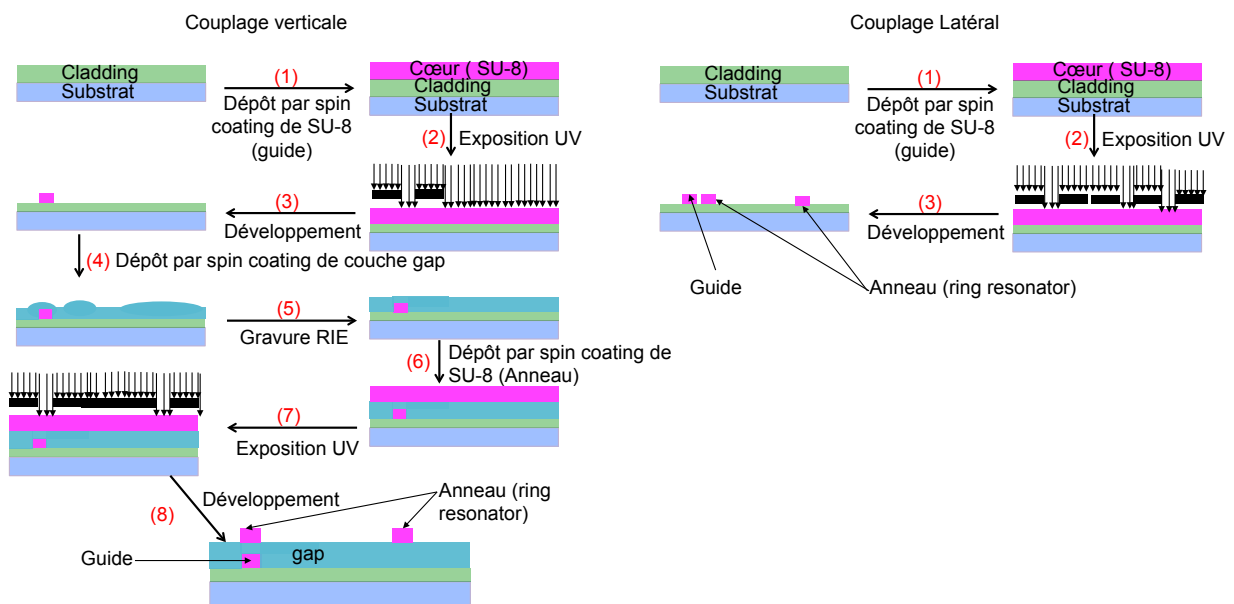 Couplage verticale
Cladding
Substrat
(1)
Dépôt par spin
coating de SU-8
(guide)
Cœur ( SU-8)
Cladding
Substrat
(2)
Exposition UV
(3)
Développement
(4)
Dépôt par spin coating de couche gap
(5)
Gravure RIE
(6)
Dépôt par spin coating de
SU-8 (Anneau)
(7)
Exposition UV
(8)
Développement
Anneau (ring
resonator)
Guide
gap
Couplage Latéral
Cladding
Substrat
(1)
Dépôt par spin
coating de SU-8
(guide)
Cœur ( SU-8)
Cladding
Substrat
(2)
Exposition UV
(3)
Développement
Guide
Anneau (ring resonator)